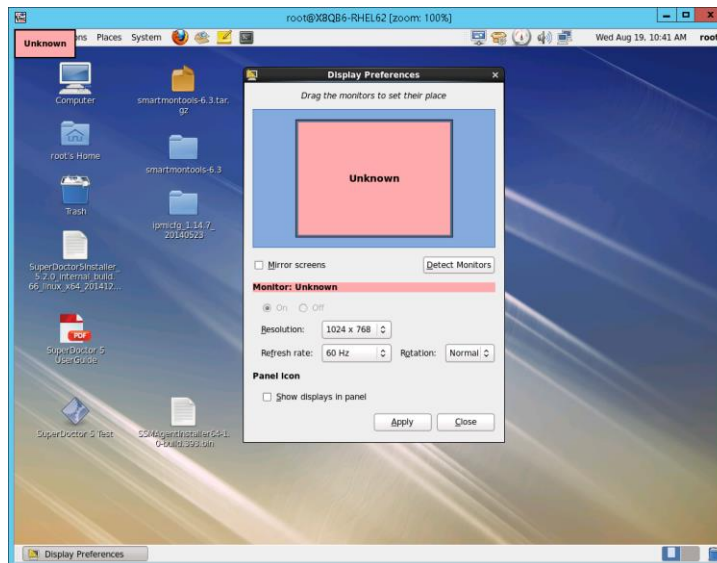 root@X8QB6-RHEL62 [zoom: 100%]
Unknown
ns Places System
Wed Aug 19, 10:41 AM root
Computer
smartmontools-6.3.tar.
gz
root's Home
smartmontools-6.3
Trash
ipmicfg_1.14.7_
20140523
SuperDoctor5Installer_
5.2.0_internal_build.
66_linux_x64_201412...
PDF
SuperDoctor 5
UserGuide
SuperDoctor 5 Test
SSMAgentInstaller64-1.
0-build.393.bin
Display Preferences
Drag the monitors to set their place
Unknown
Mirror screens
Detect Monitors
Monitor: Unknown
On Off
Resolution: 1024 x 768
Refresh rate: 60 Hz Rotation: Normal
Panel Icon
Show displays in panel
Apply Close
Display Preferences